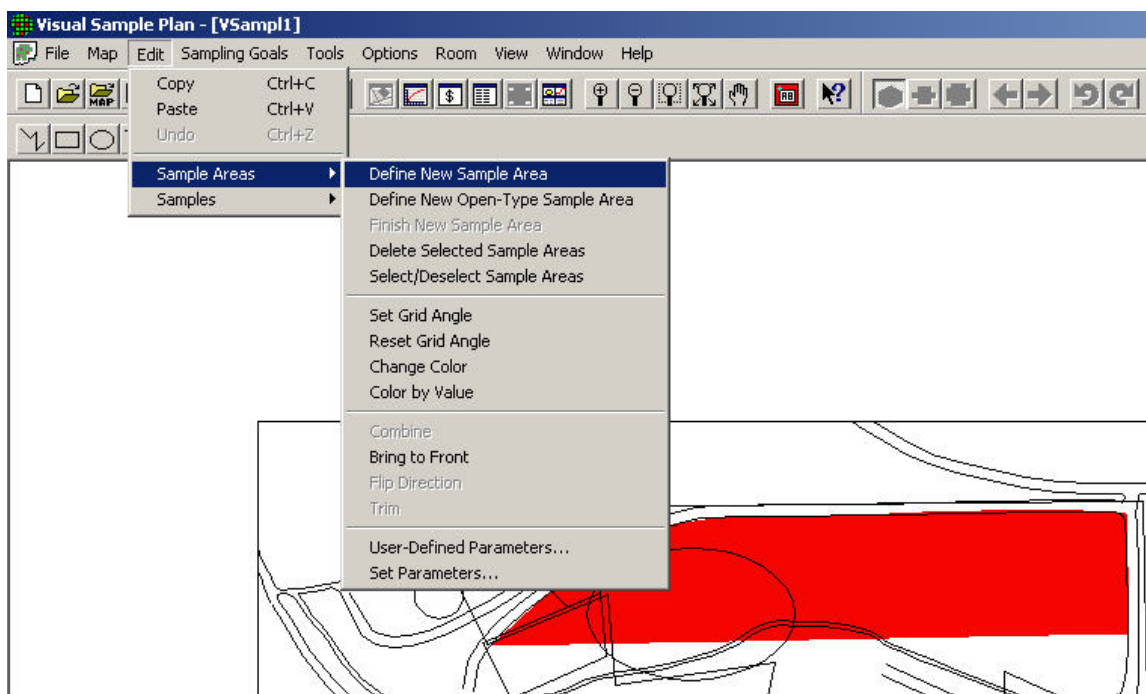 Visual Sample Plan - [VSampl1]
File Map Edit Sampling Goals Tools Options Room View Window Help
MAP
Copy Ctrl+C
Paste Ctrl+V
Undo Ctrl+Z
Sample Areas
Samples
Define New Sample Area
Define New Open-Type Sample Area
Finish New Sample Area
Delete Selected Sample Areas
Select/Deselect Sample Areas
Set Grid Angle
Reset Grid Angle
Change Color
Color by Value
Combine
Bring to Front
Flip Direction
Trim
User-Defined Parameters...
Set Parameters...